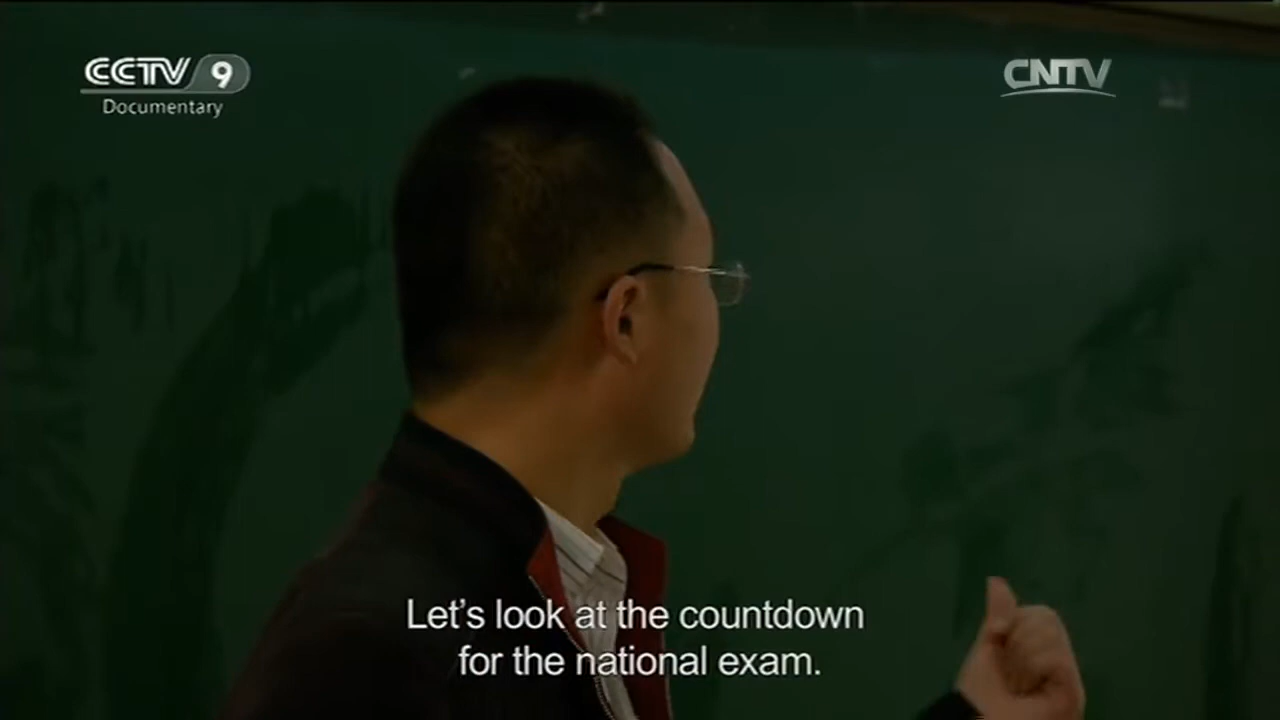 CCTV 9
Documentary
CNTV
Let's look at the countdown
for the national exam.